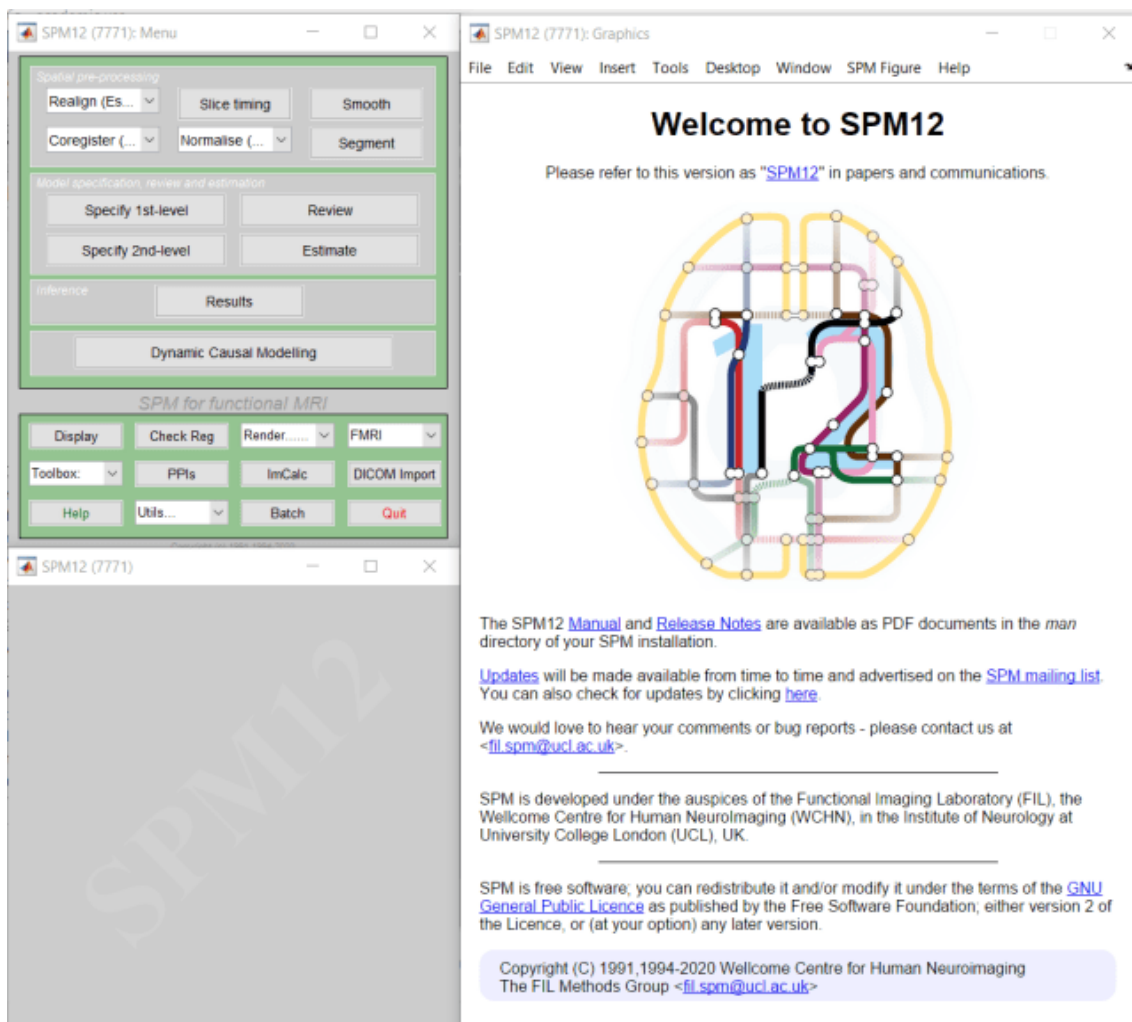 SPM12 (7771): Menu
Spatial pre-processing
Realign (Es...
Slice timing
Smooth
Coregister (...
Normalise (...
Segment
Model specification, review and estimation
Specify 1st-level
Review
Specify 2nd-level
Estimate
Inference
Results
Dynamic Causal Modelling
SPM for functional MRI
Display
Check Reg
Render......
FMRI
Toolbox:
PPIs
ImCalc
DICOM Import
Help
Utils...
Batch
Quit
Copyright (c) 1991,1994-2020
SPM12 (7771)
SPM12
SPM12 (7771): Graphics
File Edit View Insert Tools Desktop Window SPM Figure Help
Welcome to SPM12
Please refer to this version as "SPM12" in papers and communications.
12
The SPM12 Manual and Release Notes are available as PDF documents in the man
directory of your SPM installation.
Updates will be made available from time to time and advertised on the SPM mailing list.
You can also check for updates by clicking here.
We would love to hear your comments or bug reports - please contact us at
<fil.spm@ucl.ac.uk>.
SPM is developed under the auspices of the Functional Imaging Laboratory (FIL), the
Wellcome Centre for Human NeuroImaging (WCHN), in the Institute of Neurology at
University College London (UCL), UK.
SPM is free software; you can redistribute it and/or modify it under the terms of the GNU
General Public Licence as published by the Free Software Foundation; either version 2 of
the Licence, or (at your option) any later version.
Copyright (C) 1991,1994-2020 Wellcome Centre for Human Neuroimaging
The FIL Methods Group <fil.spm@ucl.ac.uk>